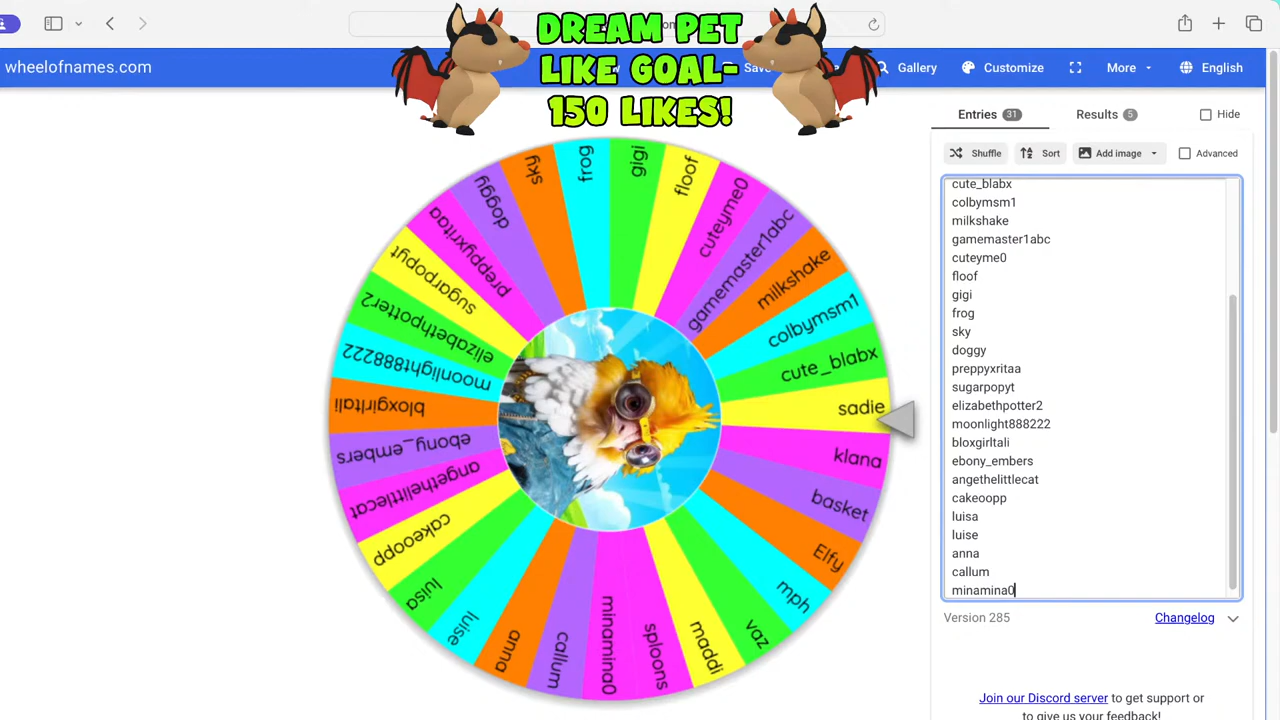 DREAM PET
LIKE GOAL-
150 LIKES!
wheelofnames.com
Gallery
Customize
More
English
Entries 31
Results 5
Hide
Shuffle
Sort
Add image
Advanced
cute_blabx
colbymsm1
milkshake
gamemaster1abc
cuteyme0
floof
gigi
frog
sky
doggy
preppyxritaa
sugarpopyt
elizabethpotter2
moonlight888222
bloxgirltali
ebony_embers
angethelittlecat
cakeoopp
luisa
luise
anna
callum
minamina0
Version 285
Changelog
Join our Discord server to get support or
to give us your feedback!
gigi
floof
cuteyme0
gamemaster1abc
milkshake
colbymsm1
cute_blabx
sadie
klana
basket
Elfy
mph
vaz
maddi
sploons
minamina0
callum
anna
luise
luisa
cakeoopp
angethelittlecat
ebony_embers
bloxgirltali
moonlight888222
elizabethpotter2
sugarpopyt
preppyxritaa
doggy
sky
frog